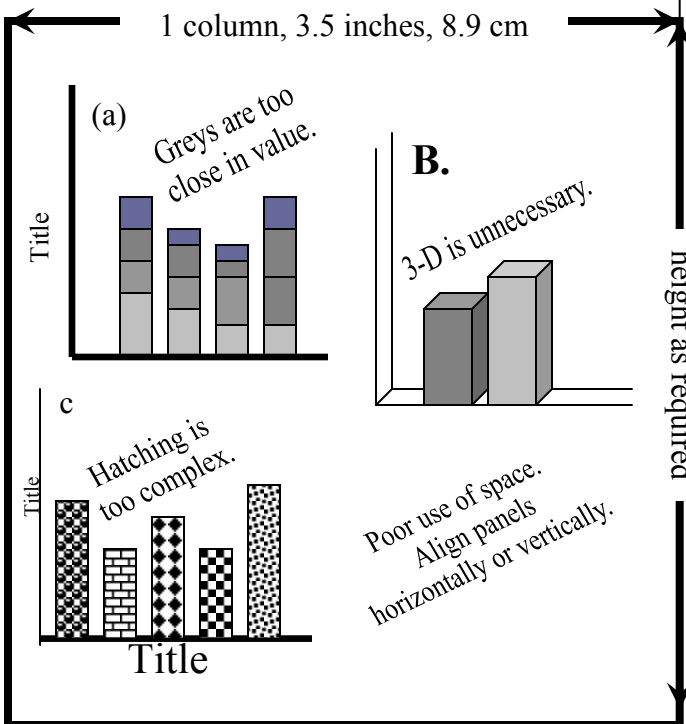 1 column, 3.5 inches, 8.9 cm
(a)
Greys are too
close in value.
Title
B.
3-D is unnecessary.
height as required
c
Hatching is
too complex.
Title
Title
Poor use of space.
Align panels
horizontally or vertically.